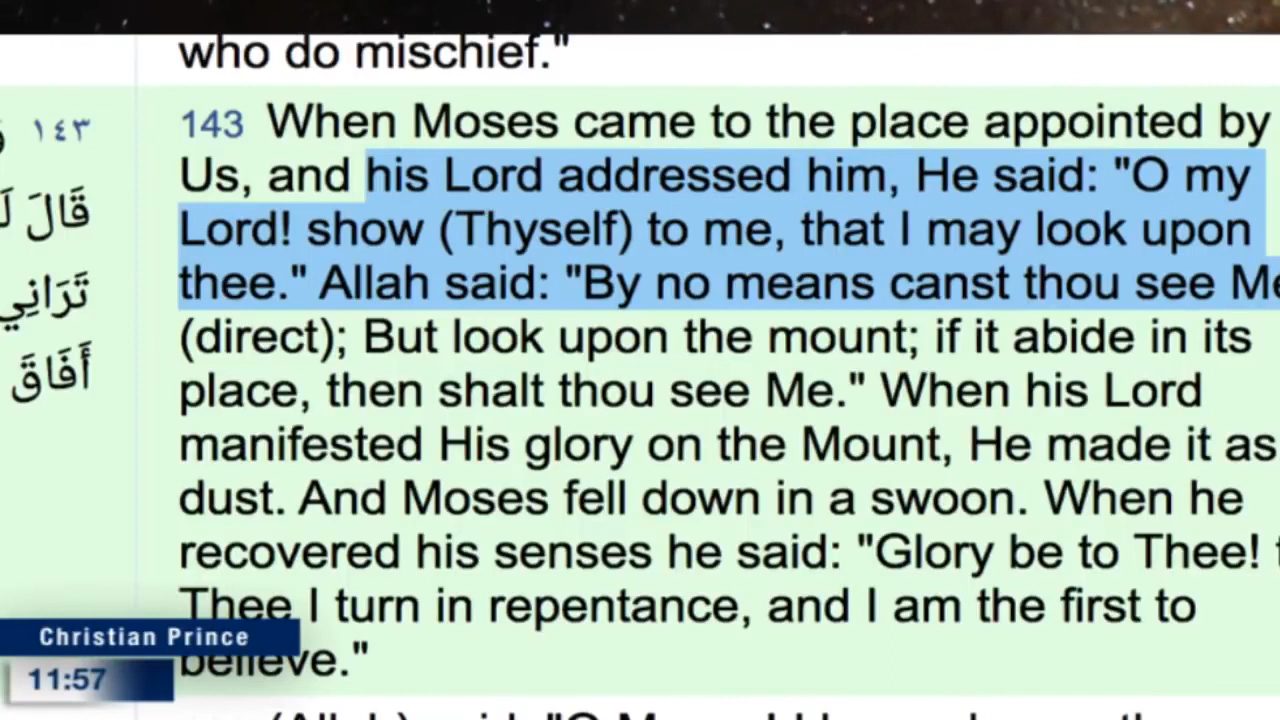 who do mischief."
١٤٣
قَالَ
تَرَانِي
أَفَاقَ
143 When Moses came to the place appointed by
Us, and his Lord addressed him, He said: "O my
Lord! show (Thyself) to me, that I may look upon
thee." Allah said: "By no means canst thou see Me
(direct); But look upon the mount; if it abide in its
place, then shalt thou see Me." When his Lord
manifested His glory on the Mount, He made it as
dust. And Moses fell down in a swoon. When he
recovered his senses he said: "Glory be to Thee!
Thee I turn in repentance, and I am the first to
believe."
Christian Prince
11:57